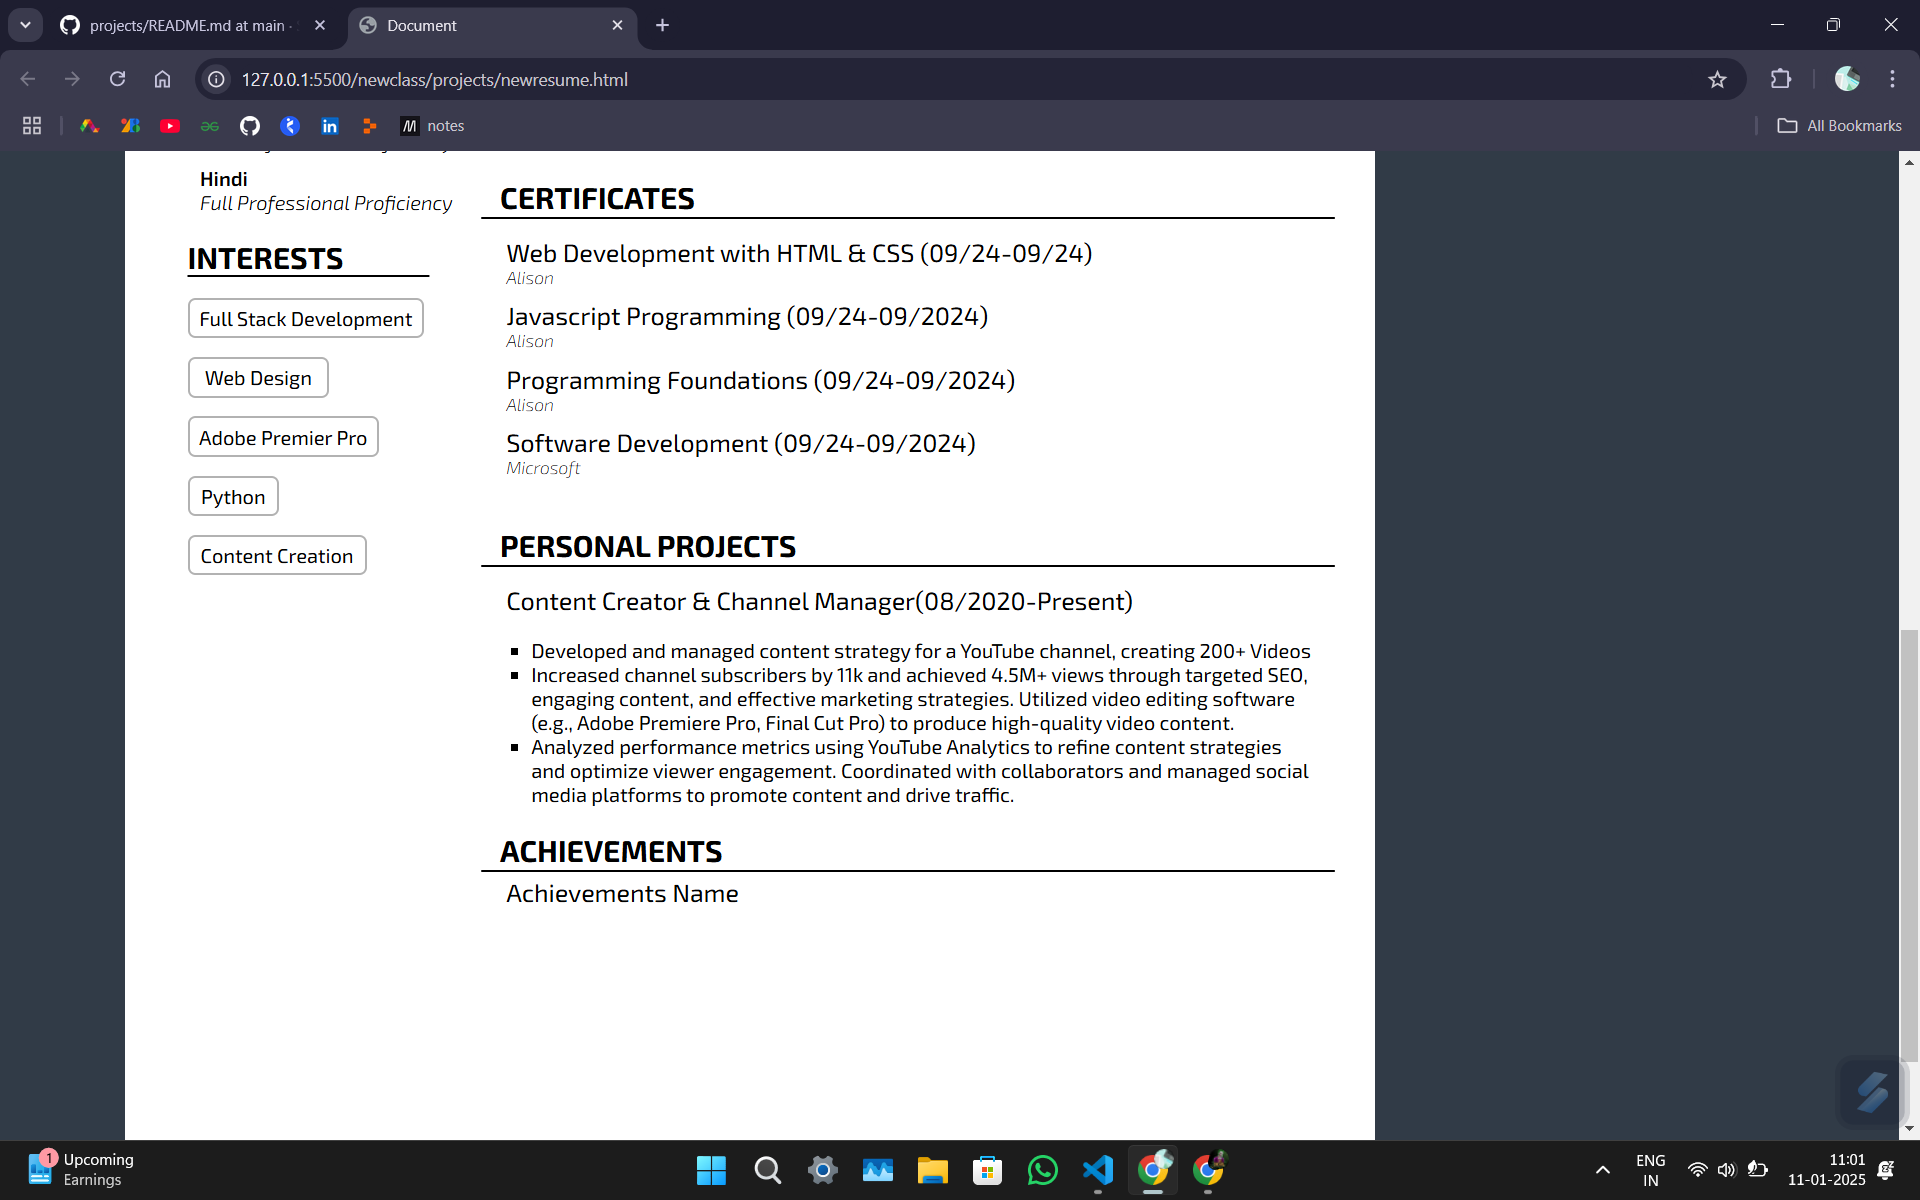 projects/README.md at main ·
Document
127.0.0.1:5500/newclass/projects/newresume.html
notes
All Bookmarks
Hindi
Full Professional Proficiency
INTERESTS
Full Stack Development
Web Design
Adobe Premier Pro
Python
Content Creation
CERTIFICATES
Web Development with HTML & CSS (09/24-09/24)
Alison
Javascript Programming (09/24-09/2024)
Alison
Programming Foundations (09/24-09/2024)
Alison
Software Development (09/24-09/2024)
Microsoft
PERSONAL PROJECTS
Content Creator & Channel Manager(08/2020-Present)
Developed and managed content strategy for a YouTube channel, creating 200+ Videos
Increased channel subscribers by 11k and achieved 4.5M+ views through targeted SEO,
engaging content, and effective marketing strategies. Utilized video editing software
(e.g., Adobe Premiere Pro, Final Cut Pro) to produce high-quality video content.
Analyzed performance metrics using YouTube Analytics to refine content strategies
and optimize viewer engagement. Coordinated with collaborators and managed social
media platforms to promote content and drive traffic.
ACHIEVEMENTS
Achievements Name
1
Upcoming
Earnings
ENG
IN
11:01
11-01-2025